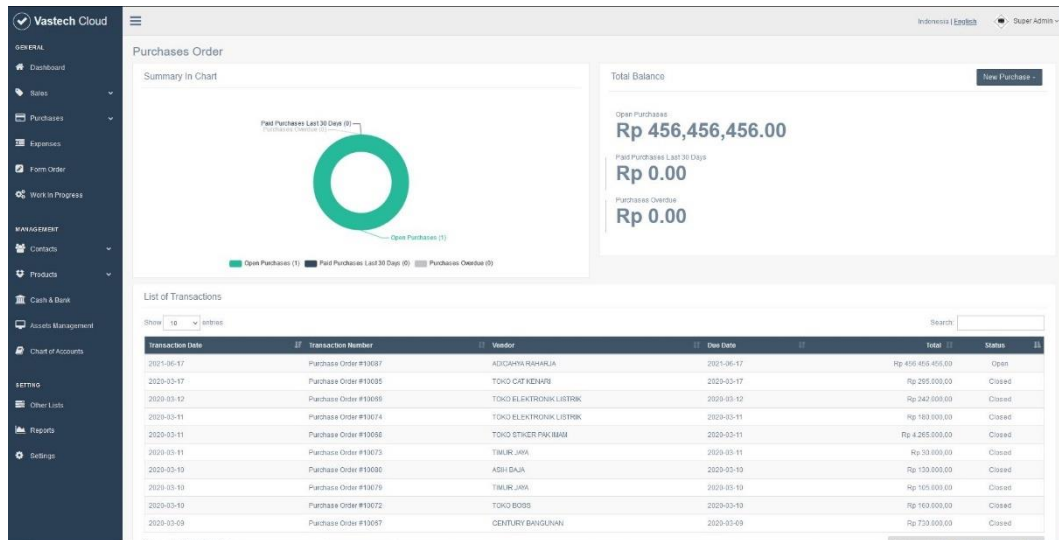 Vastech Cloud
Indonesia | English
Super Admin
GENERAL
Dashboard
Sales
Purchases
Expenses
Form Order
Work In Progress
MANAGEMENT
Contacts
Products
Cash & Bank
Assets Management
Chart of Accounts
SETTING
Other Lists
Reports
Settings
Purchases Order
Summary In Chart
Paid Purchases Last 30 Days (0)
Purchases Overdue (0)
Open Purchases (1)
Open Purchases (1) Paid Purchases Last 30 Days (0) Purchases Overdue (0)
Total Balance
New Purchase
Open Purchases
Rp 456,456,456.00
Paid Purchases Last 30 Days
Rp 0.00
Purchases Overdue
Rp 0.00
List of Transactions
Show 10 entries
Search:
Transaction Date Transaction Number Vendor Due Date Total Status
2021-06-17 Purchase Order #10087 ADICAHYA RAHARJA 2021-06-17 Rp 456.456.456,00 Open
2020-03-17 Purchase Order TOKO CAT KENARI 2020-03-17 Closed
2020-03-12 Purchase Order TOKO ELEKTRONIK LISTRIK 2020-03-12 Rp 242.000,00 Closed
2020-03-11 Purchase Order #10074 TOKO ELEKTRONIK LISTRIK 2020-03-11 Rp 180.000,00 Closed
2020-03-11 Purchase Order TOKO STIKER PAK IMAM 2020-03-11 Rp 4.265.000,00 Closed
2020-03-11 Purchase Order #10073 TIMUR JAYA 2020-03-11 Rp 30.000,00 Closed
2020-03-10 Purchase Order ASIH BAJA 2020-03-10 Rp 130.000,00 Closed
2020-03-10 Purchase Order #10079 TIMUR JAYA 2020-03-10 Rp 105.000,00 Closed
2020-03-10 Purchase Order #10072 TOKO BOSS 2020-03-10 Rp 160.000,00 Closed
2020-03-09 Purchase Order #10067 CENTURY BANGUNAN 2020-03-09 Rp 730.000,00 Closed